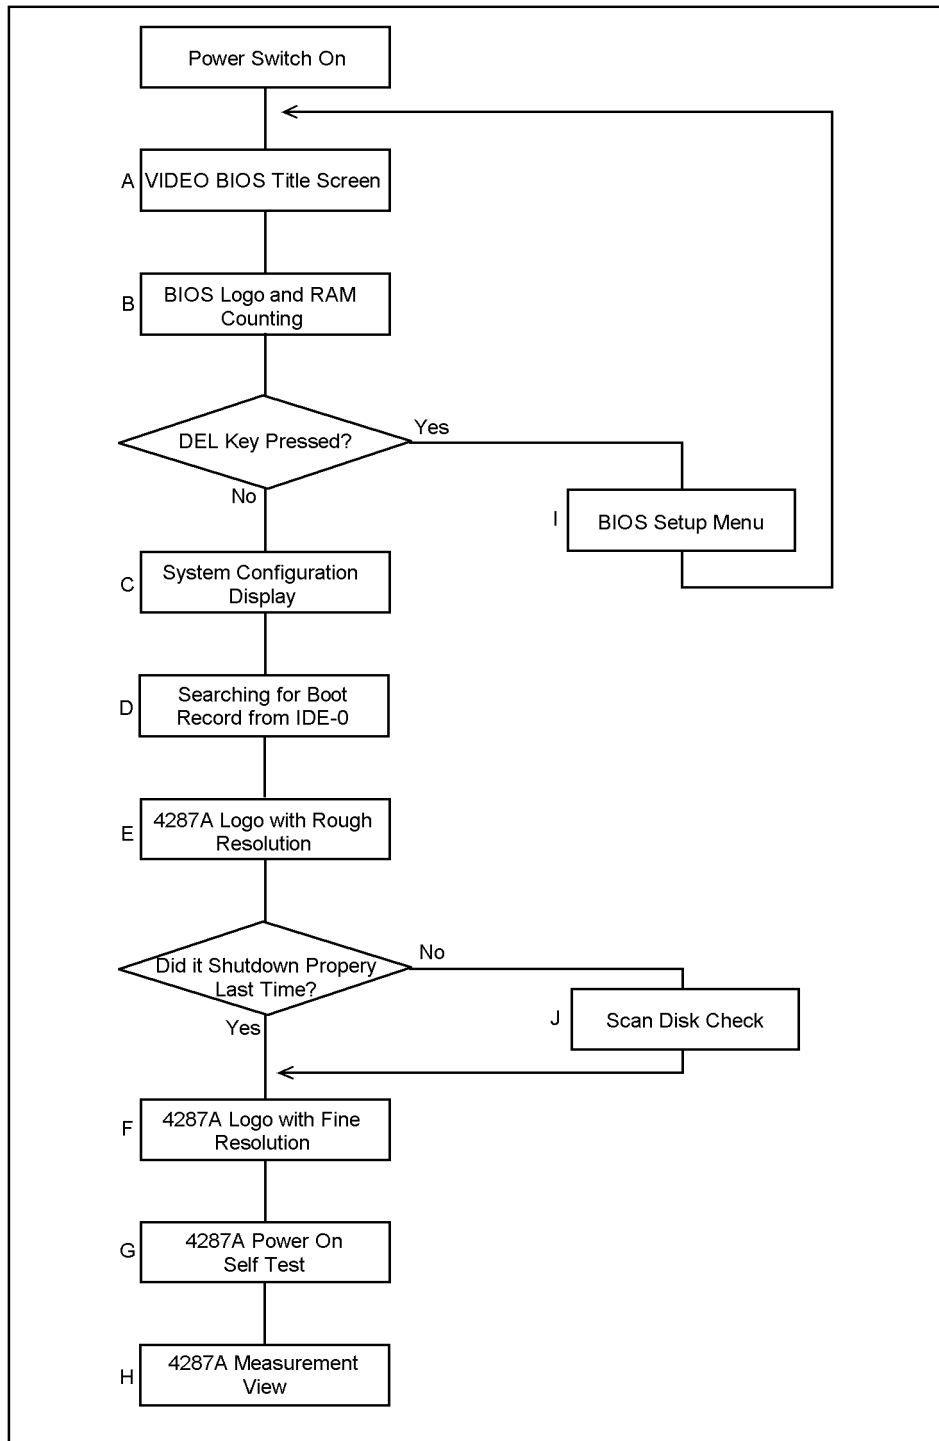 Power Switch On
A
VIDEO BIOS Title Screen
B
BIOS Logo and RAM
Counting
DEL Key Pressed?
Yes
No
I
BIOS Setup Menu
C
System Configuration
Display
D
Searching for Boot
Record from IDE-0
E
4287A Logo with Rough
Resolution
Did it Shutdown Propery
Last Time?
No
Yes
J
Scan Disk Check
F
4287A Logo with Fine
Resolution
G
4287A Power On
Self Test
H
4287A Measurement
View